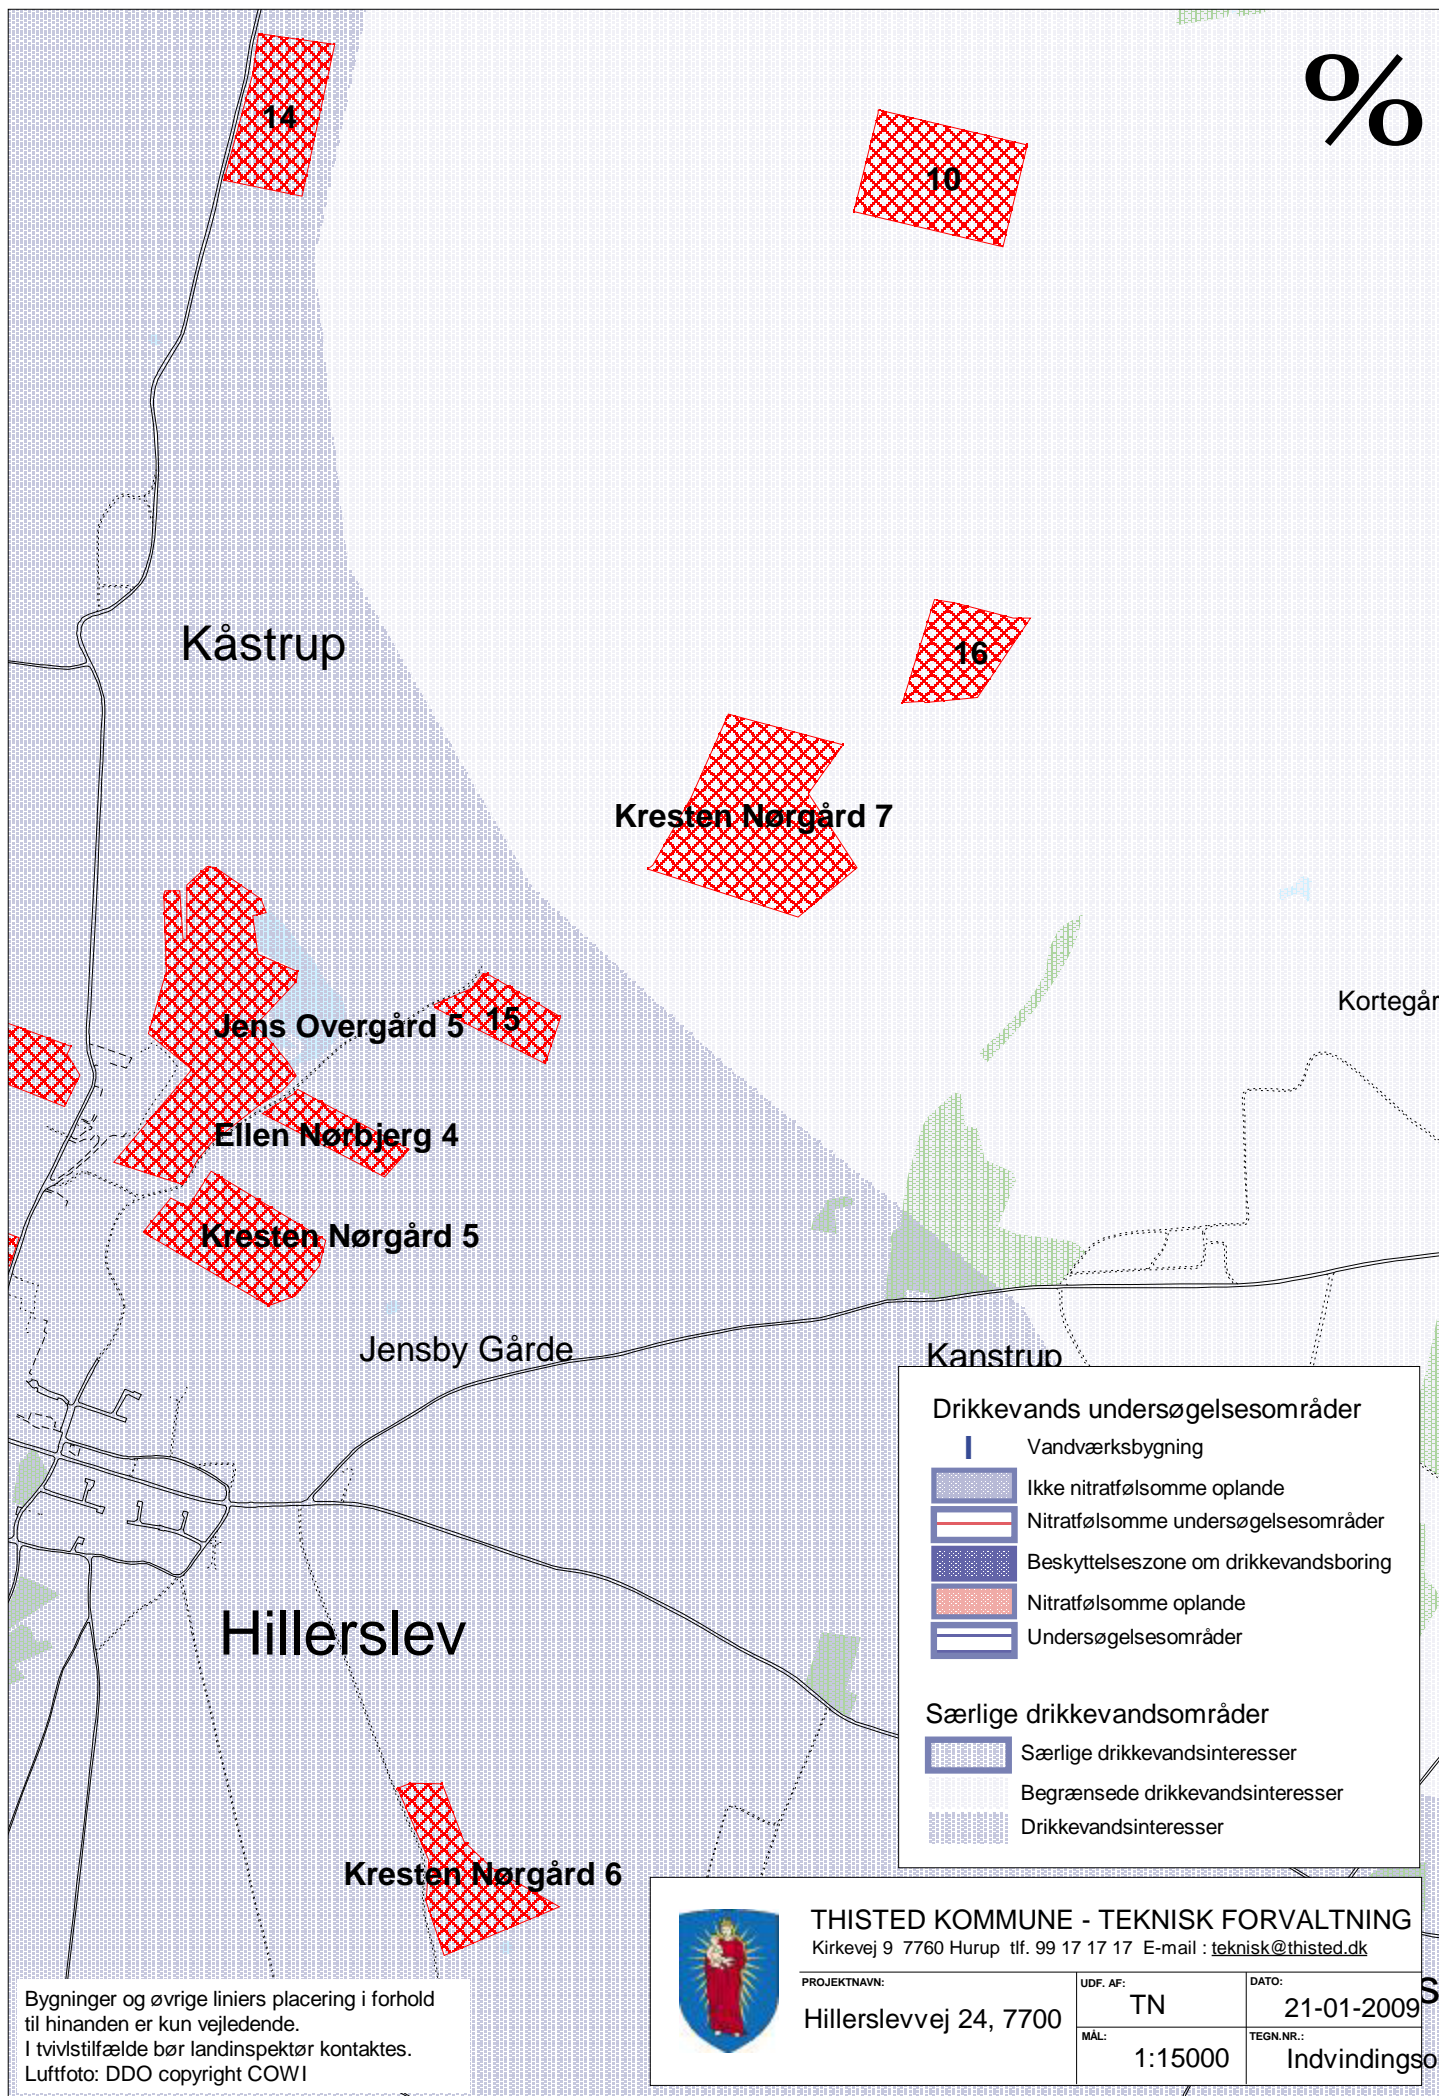 %
14
10
Kåstrup
16
Kresten Nørgård 7
Kortegår
Jens Overgård 5
15
Ellen Nørbjerg 4
Kresten Nørgård 5
Jensby Gårde
Kanstrup
Drikkevands undersøgelsesområder
Vandværksbygning
Ikke nitratfølsomme oplande
Nitratfølsomme undersøgelsesområder
Beskyttelseszone om drikkevandsboring
Nitratfølsomme oplande
Undersøgelsesområder
Hillerslev
Særlige drikkevandsområder
Særlige drikkevandsinteresser
Begrænsede drikkevandsinteresser
Drikkevandsinteresser
Kresten Nørgård 6
THISTED KOMMUNE - TEKNISK FORVALTNING
Kirkevej 9 7760 Hurup tlf. 99 17 17 17 E-mail : teknisk@thisted.dk
PROJEKTNAVN:
Hillerslevvej 24, 7700
UDF. AF:
TN
DATO:
21-01-2009
MÅL:
1:15000
TEGN.NR.:
Indvindingso
Bygninger og øvrige liniers placering i forhold
til hinanden er kun vejledende.
I tvivlstilfælde bør landinspektør kontaktes.
Luftfoto: DDO copyright COWI